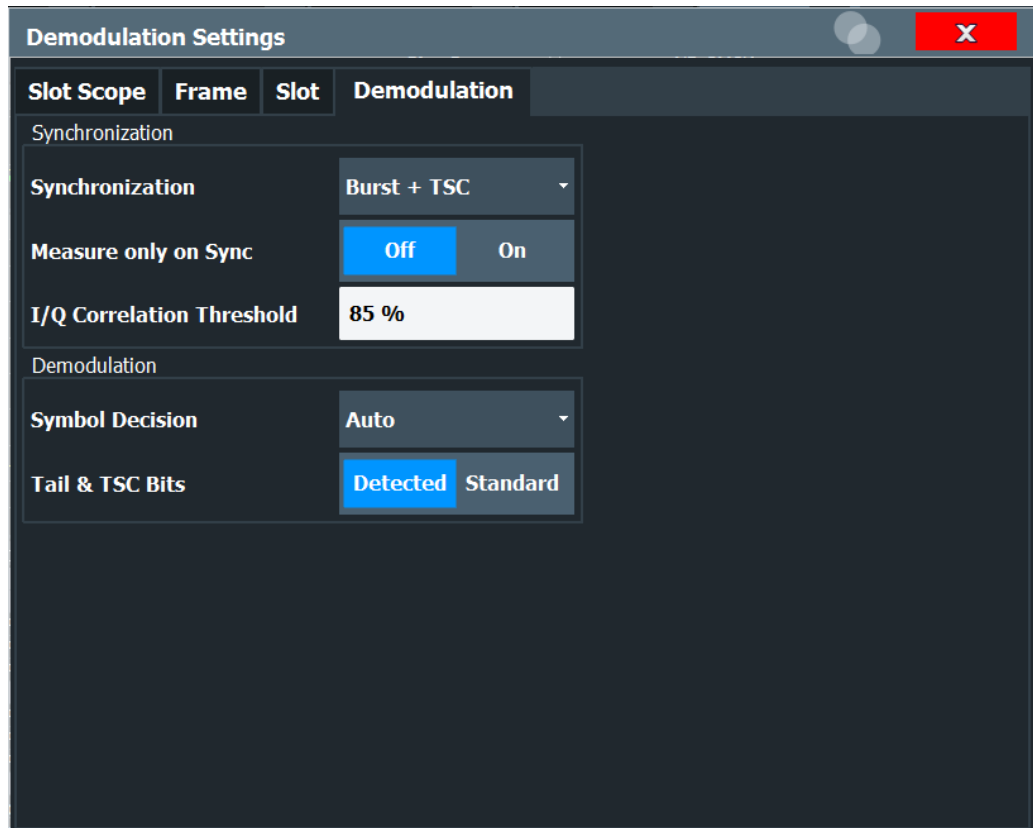 Demodulation Settings X
Slot Scope Frame Slot Demodulation
Synchronization
Synchronization Burst + TSC
Measure only on Sync Off On
I/Q Correlation Threshold 85 %
Demodulation
Symbol Decision Auto
Tail & TSC Bits Detected Standard